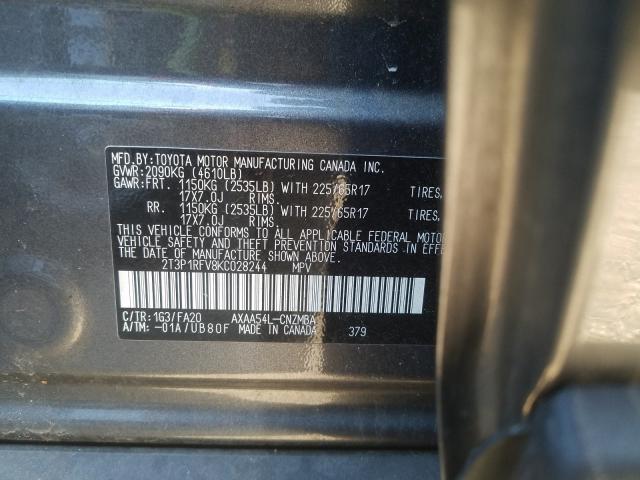 MFD. BY: TOYOTA MOTOR MANUFACTURING CANADA INC.
GVWR: 2090KG (4610LB)
GAWR: FRT. 1150KG (2535LB) WITH 225/65R17 TIRES,
17X7.0J RIMS.
RR. 1150KG (2535LB) WITH 225/65R17 TIRES,
17X7.0J RIMS.
THIS VEHICLE CONFORMS TO ALL APPLICABLE FEDERAL MOTO
VEHICLE SAFETY AND THEFT PREVENTION STANDARDS IN EFFE
THE DATE OF MANUFACTURE SHOWN ABOVE.
2T3P1RFV8KC028244 MPV
C/TR: 1G3/FA20 AXAA54L-CNZMBA
A/TM: -01A/UB80F MADE IN CANADA 379